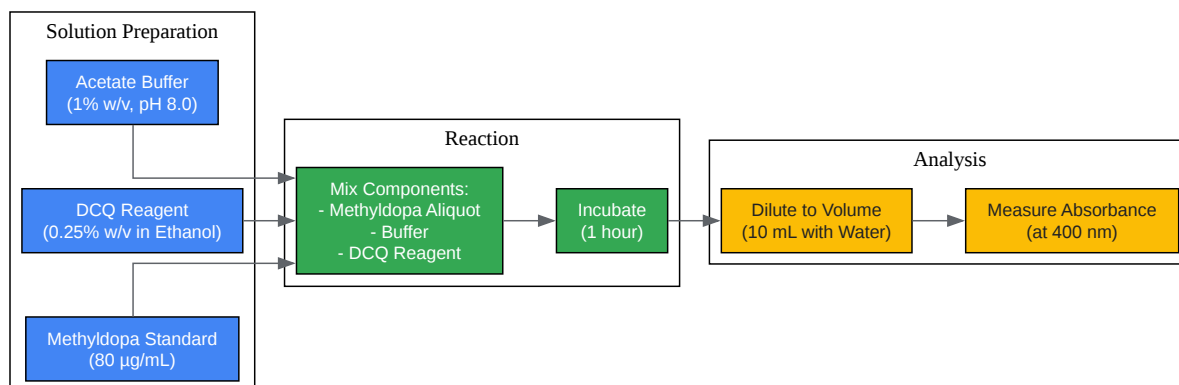 Solution Preparation
Acetate Buffer
(1% w/v, pH 8.0)
DCQ Reagent
(0.25% w/v in Ethanol)
Methyldopa Standard
(80 µg/mL)
Reaction
Mix Components:
- Methyldopa Aliquot
- Buffer
- DCQ Reagent
Incubate
(1 hour)
Analysis
Dilute to Volume
(10 mL with Water)
Measure Absorbance
(at 400 nm)